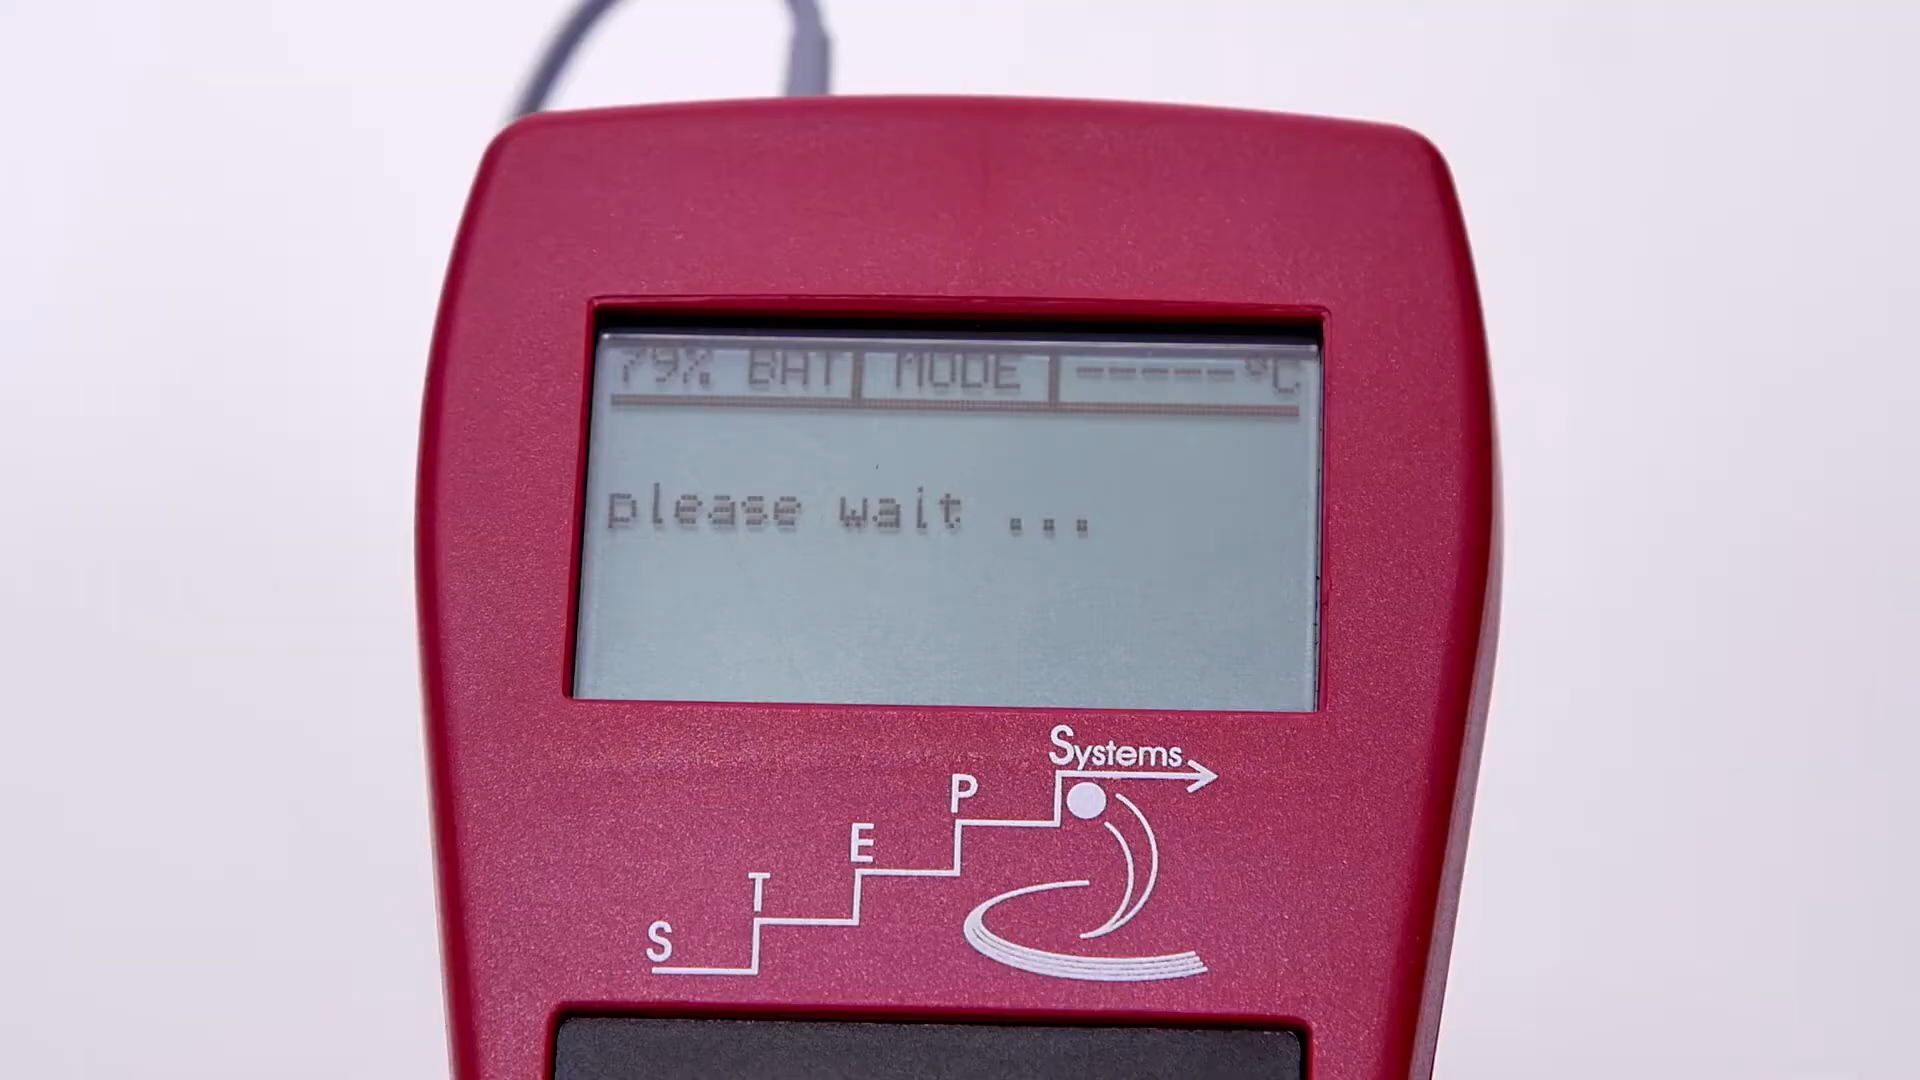 79% BAT MODE -----°C
please wait ...
STEP Systems